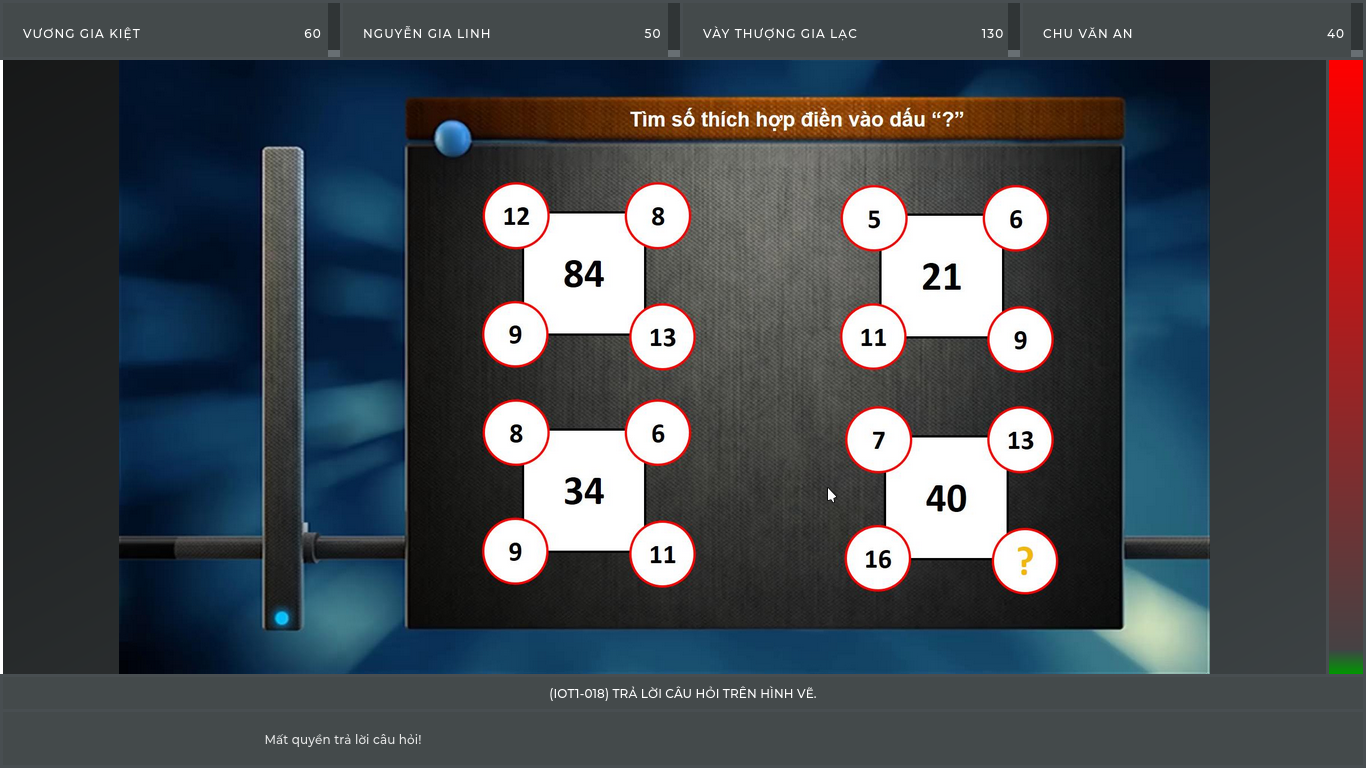 VƯƠNG GIA KIỆT 60 NGUYỄN GIA LINH 50 VÀY THƯỢNG GIA LẠC 130 CHU VĂN AN 40
Tìm số thích hợp điền vào dấu “?”
12 8 5 6
84 21
9 13 11 9
8 6 7 13
34 40
9 11 16 ?
(IOT1-018) TRẢ LỜI CÂU HỎI TRÊN HÌNH VẼ.
Mất quyền trả lời câu hỏi!